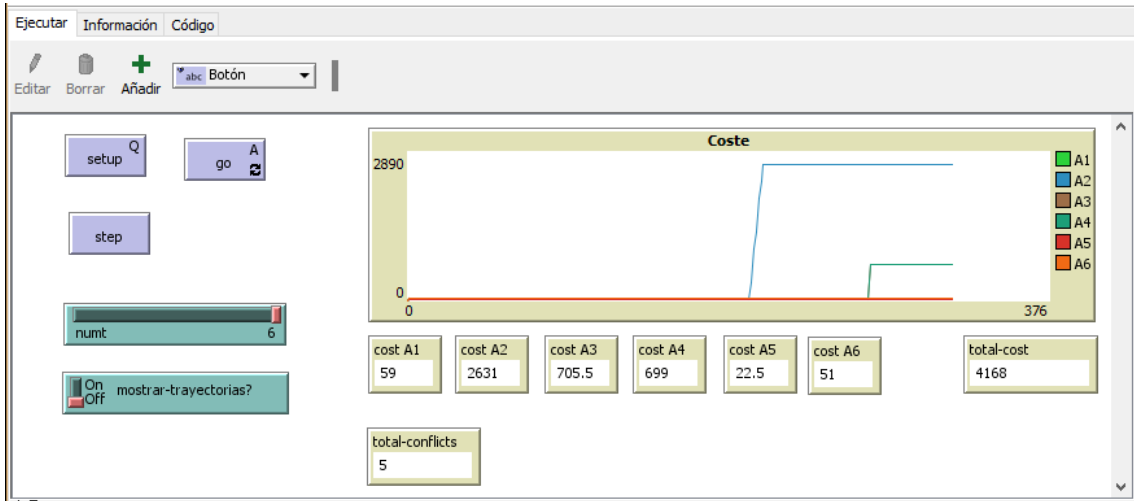 Ejecutar Información Código
Editar Borrar Añadir abc Botón
setup Q
go A
step
numt 6
On
Off
mostrar-trayectorias?
Coste
2890
0
0 376
A1
A2
A3
A4
A5
A6
cost A1
59
cost A2
2631
cost A3
705.5
cost A4
699
cost A5
22.5
cost A6
51
total-cost
4168
total-conflicts
5